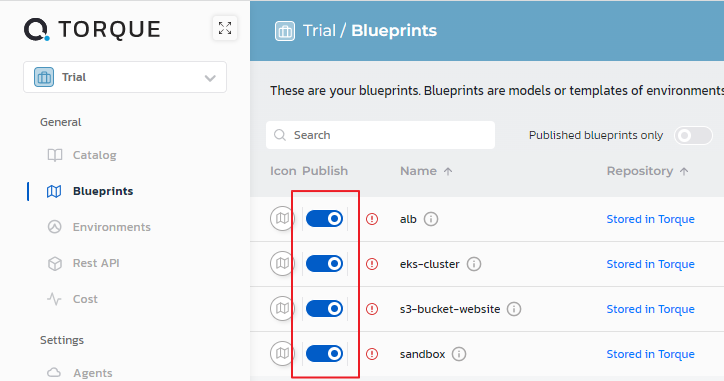 TORQUE
Trial
General
Catalog
Blueprints
Environments
Rest API
Cost
Settings
Agents
Trial / Blueprints
These are your blueprints. Blueprints are models or templates of environments
Search
Published blueprints only
Icon Publish Name Repository
alb Stored in Torque
eks-cluster Stored in Torque
s3-bucket-website Stored in Torque
sandbox Stored in Torque